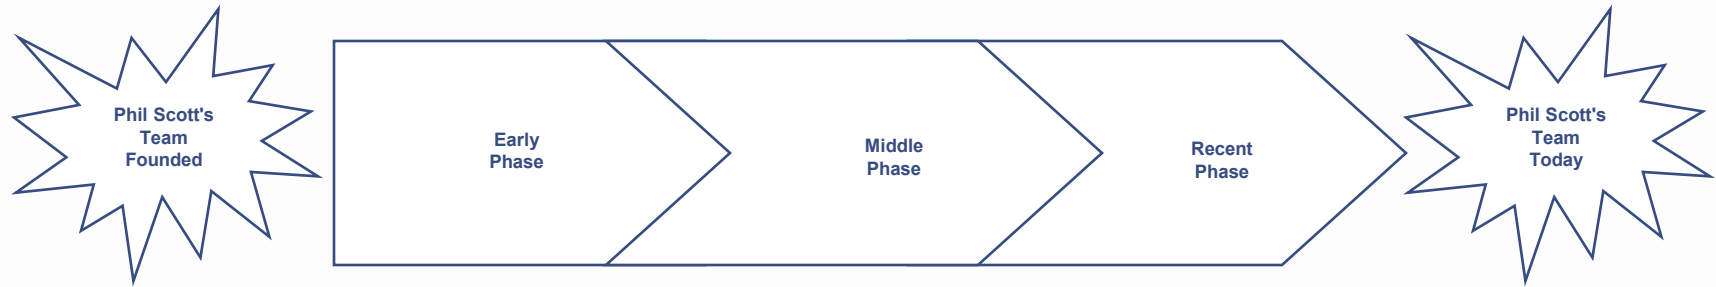 Phil Scott's
Team
Founded
Early
Phase
Middle
Phase
Recent
Phase
Phil Scott's
Team
Today